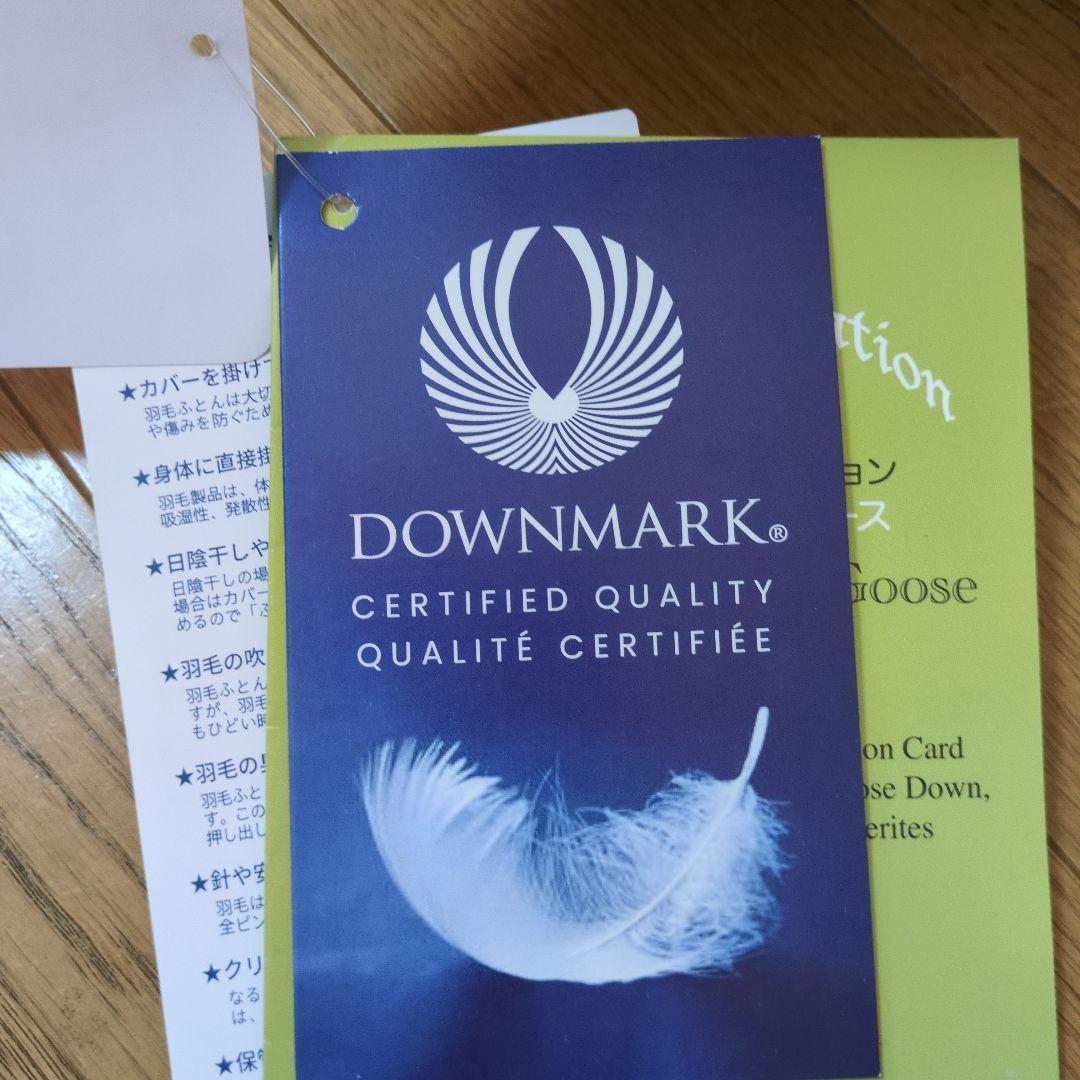 DOWNMARK®
CERTIFIED QUALITY
QUALITÉ CERTIFIÉE
★カバーを掛け
羽毛ふとんは大切
や傷みを防ぐため
★身体に直接掛
羽毛製品は、体
吸湿性、発散性
★日陰干しや
日陰干しの場
場合はカバー
めるので「ふ
★羽毛の吹
羽毛ふとん
すが、羽毛
もひどい時
★羽毛の
羽毛ふと
す。この
押し出し
★針や安
羽毛は
全ピン
★クリ
なる
は、
★保管
ation
ョン
ース
Goose
on Card
ose Down,
erites